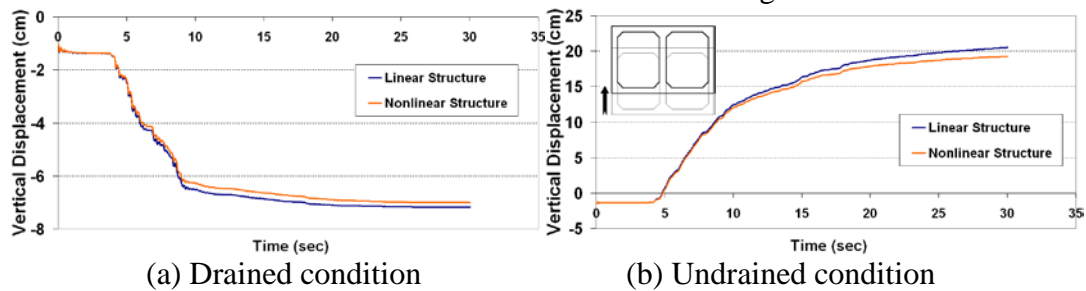 0
-2
-4
-6
-8
0
5
10
15
20
25
30
35
Vertical Displacement (cm)
Linear Structure
Nonlinear Structure
Time (sec)
(a) Drained condition
25
20
15
10
5
0
-5
0
5
10
15
20
25
30
35
Vertical Displacement (cm)
Linear Structure
Nonlinear Structure
Time (sec)
(b) Undrained condition